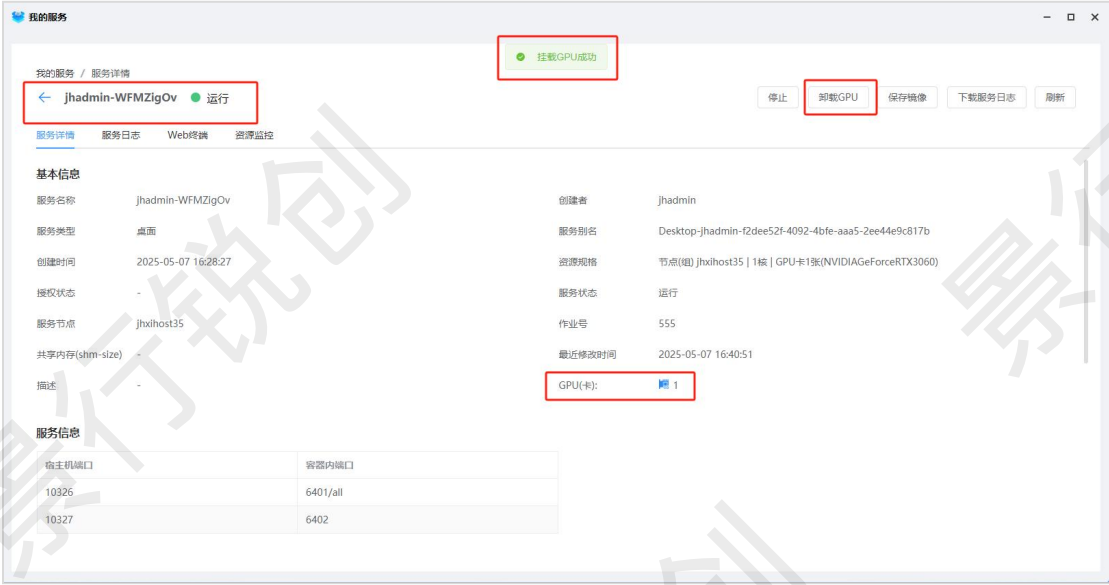 我的服务
挂载GPU成功
我的服务 / 服务详情
← jhadmin-WFMZigOv 运行
停止 卸载GPU 保存镜像 下载服务日志 刷新
服务详情 服务日志 Web终端 资源监控
基本信息
服务名称 jhadmin-WFMZigOv 创建者 jhadmin
服务类型 桌面 服务别名 Desktop-jhadmin-f2dee52f-4092-4bfe-aaa5-2ee44e9c817b
创建时间 2025-05-07 16:28:27 资源规格 节点(组) jhxihost35 | 1核 | GPU卡1张(NVIDIAGeForceRTX3060)
授权状态 - 服务状态 运行
服务节点 jhxihost35 作业号 555
共享内存(shm-size) - 最近修改时间 2025-05-07 16:40:51
描述 - GPU(卡): 1
服务信息
宿主机端口 容器内端口
10326 6401/all
10327 6402
景行锐创
景行
创